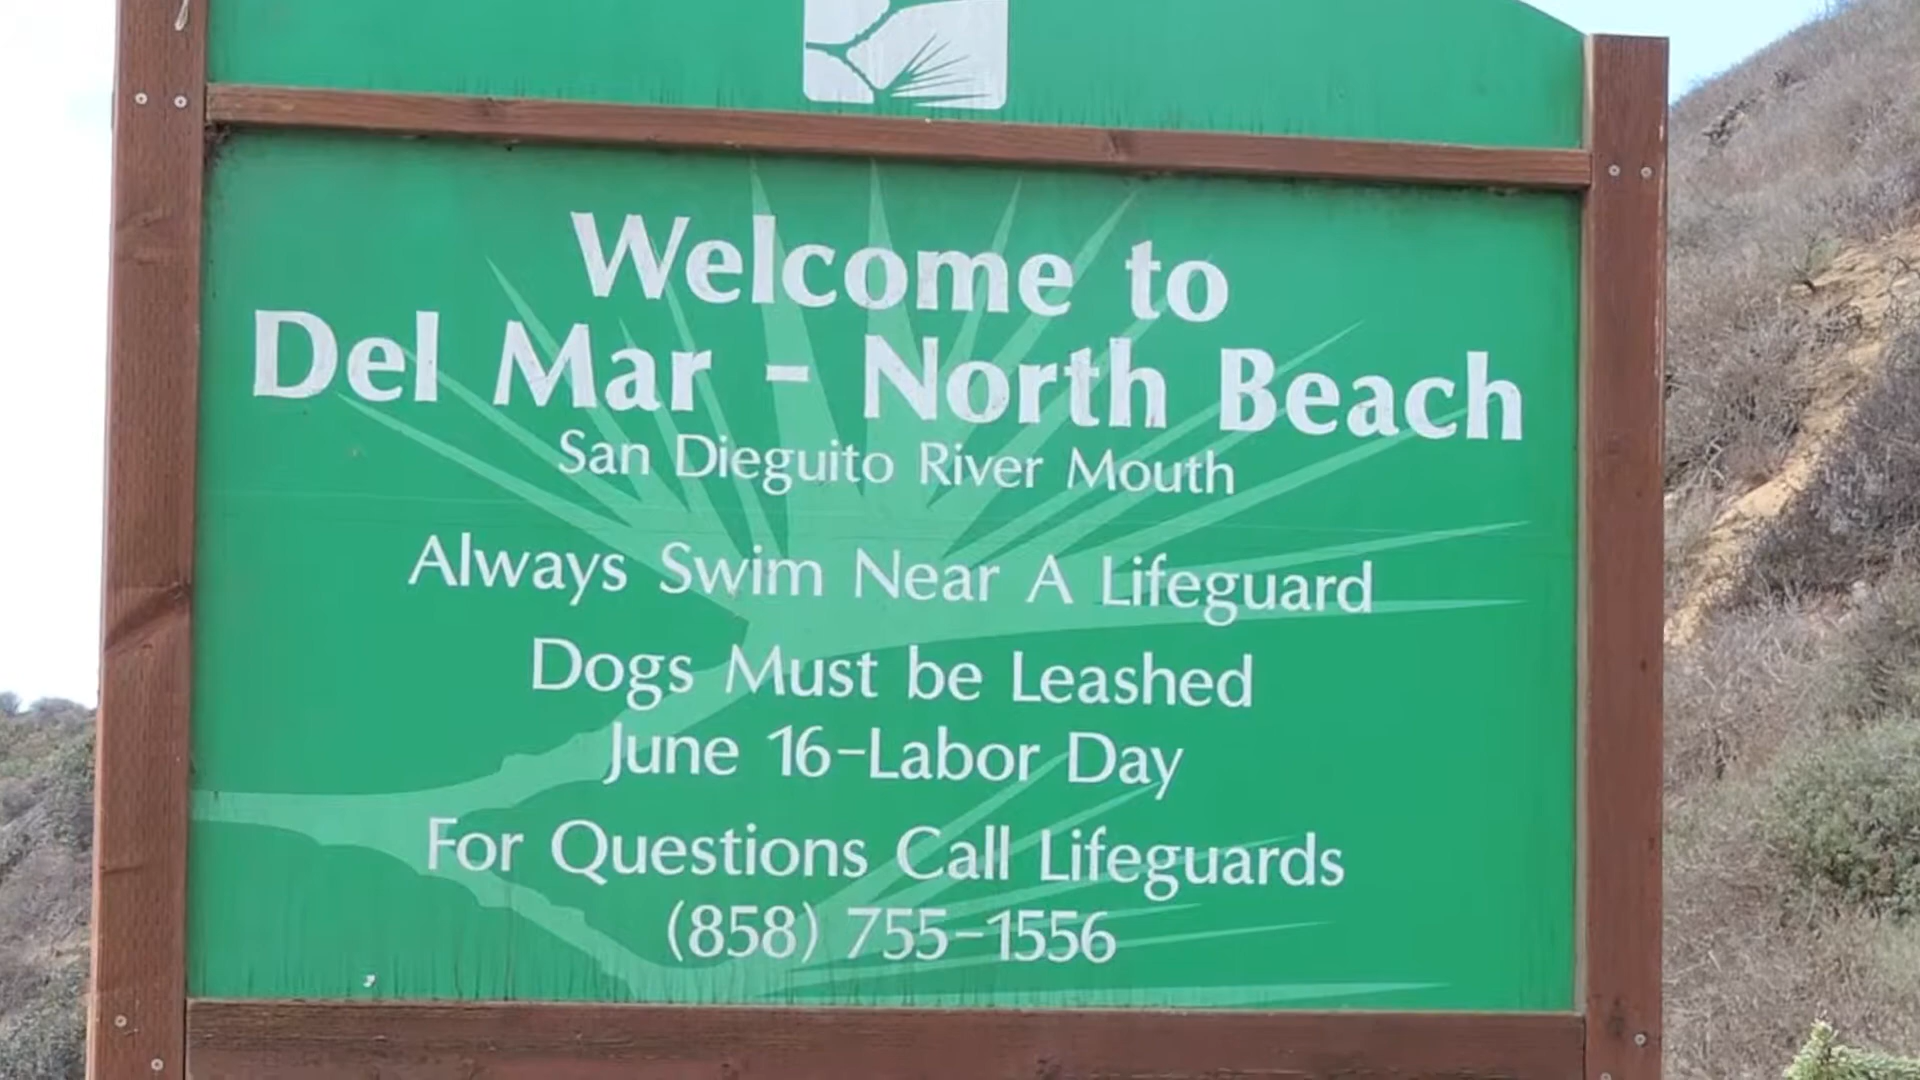 Welcome to
Del Mar - North Beach
San Dieguito River Mouth
Always Swim Near A Lifeguard
Dogs Must be Leashed
June 16-Labor Day
For Questions Call Lifeguards
(858) 755-1556